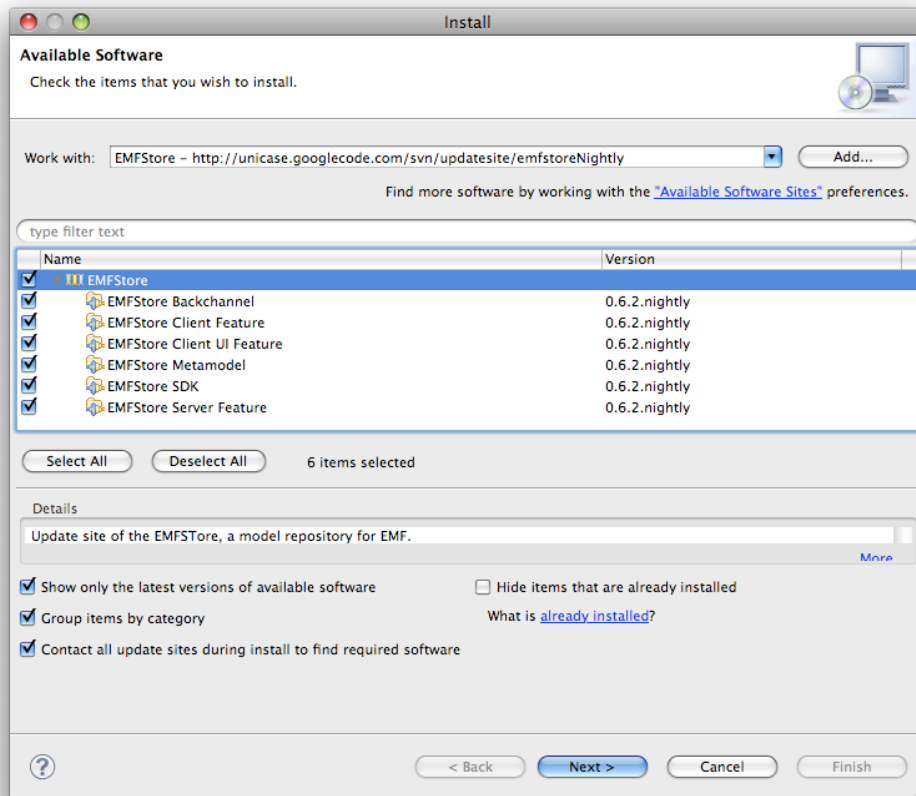 Install
Available Software
Check the items that you wish to install.
Work with: EMFStore - http://unicase.googlecode.com/svn/updatesite/emfstoreNightly Add...
Find more software by working with the "Available Software Sites" preferences.
type filter text
Name Version
EMFStore
EMFStore Backchannel 0.6.2.nightly
EMFStore Client Feature 0.6.2.nightly
EMFStore Client UI Feature 0.6.2.nightly
EMFStore Metamodel 0.6.2.nightly
EMFStore SDK 0.6.2.nightly
EMFStore Server Feature 0.6.2.nightly
Select All Deselect All 6 items selected
Details
Update site of the EMFSTore, a model repository for EMF.
More
Show only the latest versions of available software Hide items that are already installed
Group items by category What is already installed?
Contact all update sites during install to find required software
? < Back Next > Cancel Finish